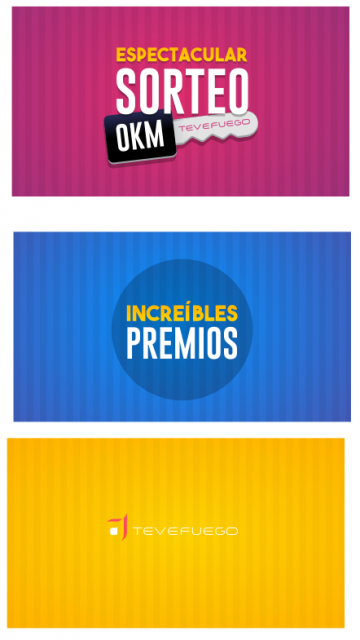 ESPECTACULAR
SORTEO
0KM TEVEFUEGO
INCREÍBLES
PREMIOS
TEVEFUEGO